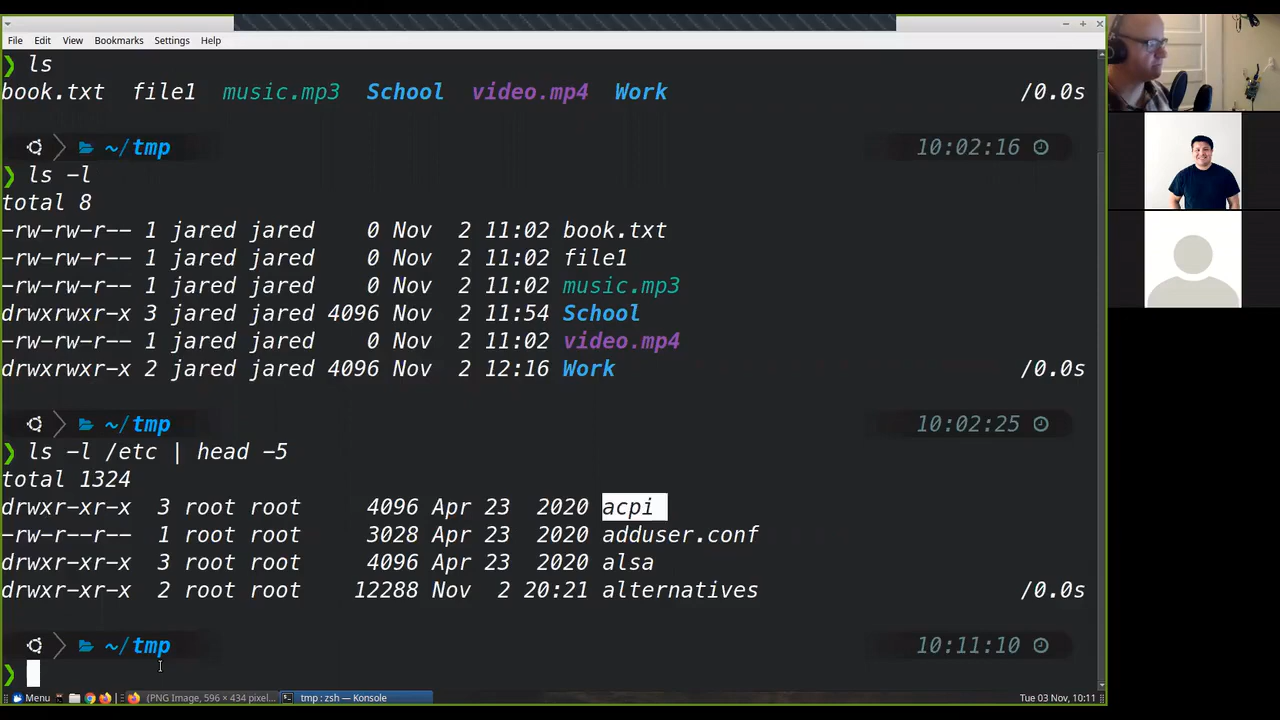 File Edit View Bookmarks Settings Help
❯ ls
book.txt file1 music.mp3 School video.mp4 Work /0.0s
~/tmp 10:02:16
❯ ls -l
total 8
-rw-rw-r-- 1 jared jared 0 Nov 2 11:02 book.txt
-rw-rw-r-- 1 jared jared 0 Nov 2 11:02 file1
-rw-rw-r-- 1 jared jared 0 Nov 2 11:02 music.mp3
drwxrwxr-x 3 jared jared 4096 Nov 2 11:54 School
-rw-rw-r-- 1 jared jared 0 Nov 2 11:02 video.mp4
drwxrwxr-x 2 jared jared 4096 Nov 2 12:16 Work /0.0s
~/tmp 10:02:25
❯ ls -l /etc | head -5
total 1324
drwxr-xr-x 3 root root 4096 Apr 23 2020 acpi
-rw-r--r-- 1 root root 3028 Apr 23 2020 adduser.conf
drwxr-xr-x 3 root root 4096 Apr 23 2020 alsa
drwxr-xr-x 2 root root 12288 Nov 2 20:21 alternatives /0.0s
~/tmp 10:11:10
❯
Menu (PNG Image, 596 × 434 pixel... tmp : zsh — Konsole Tue 03 Nov, 10:11